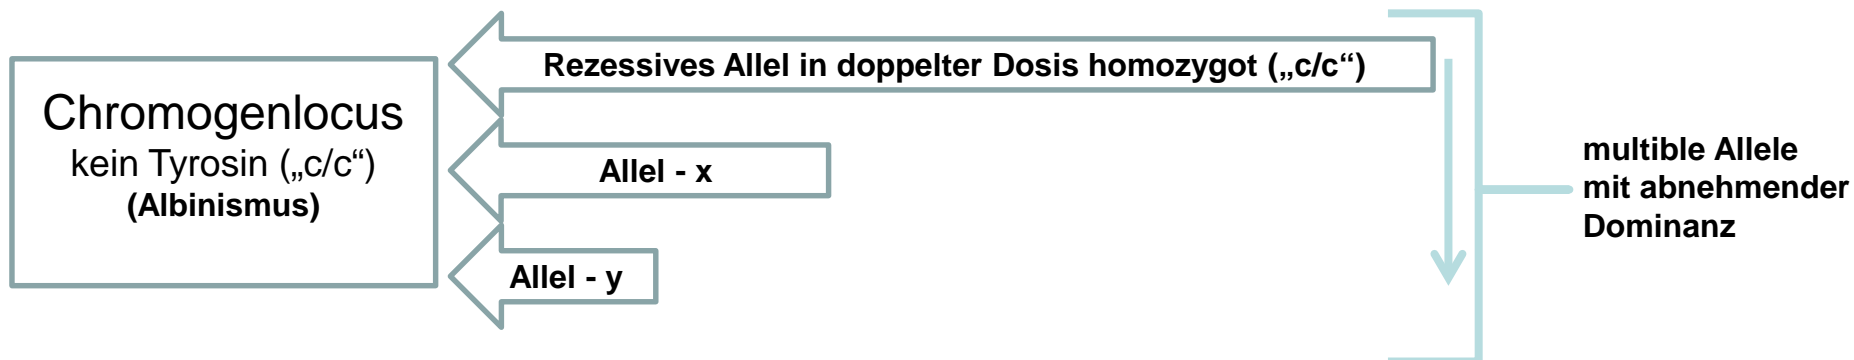 Chromogenlocus
kein Tyrosin („c/c“)
(Albinismus)
Rezessives Allel in doppelter Dosis homozygot („c/c“)
Allel - x
Allel - y
multible Allele
mit abnehmender
Dominanz